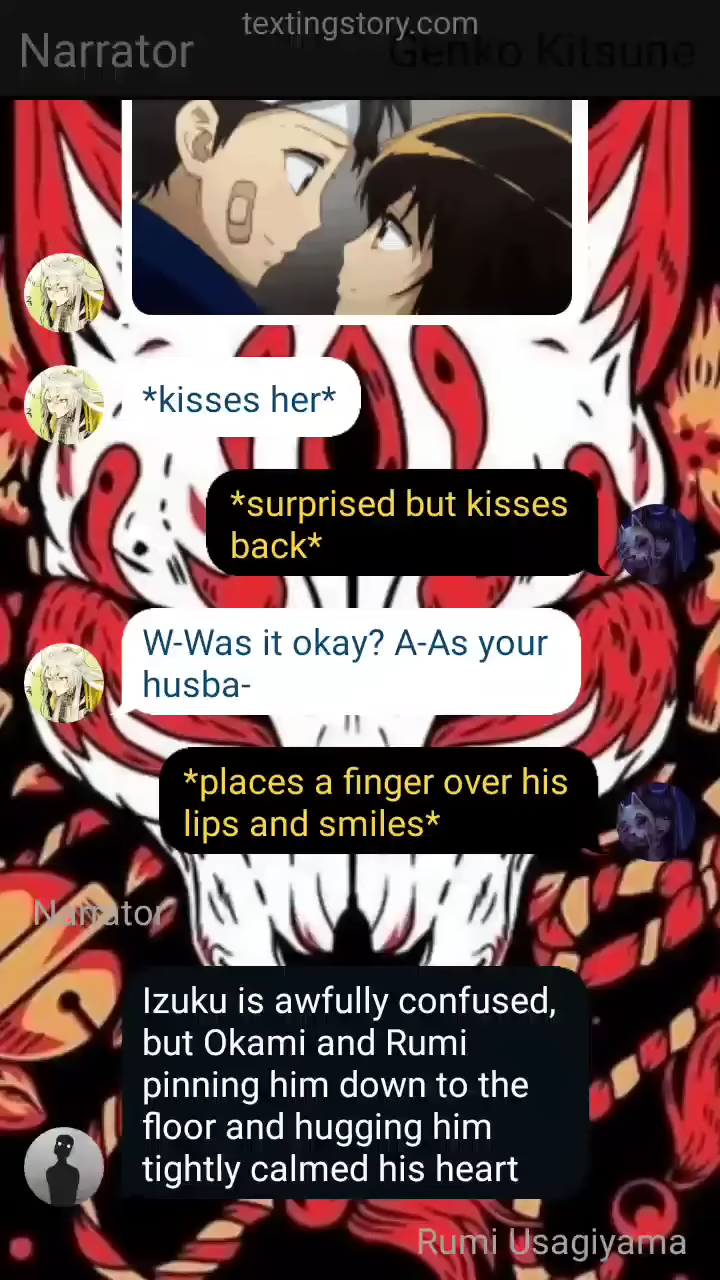 textingstory.com
Narrator
Genko Kitsune
*kisses her*
*surprised but kisses
back*
W-Was it okay? A-As your
husba-
*places a finger over his
lips and smiles*
Narrator
Izuku is awfully confused,
but Okami and Rumi
pinning him down to the
floor and hugging him
tightly calmed his heart
Rumi Usagiyama